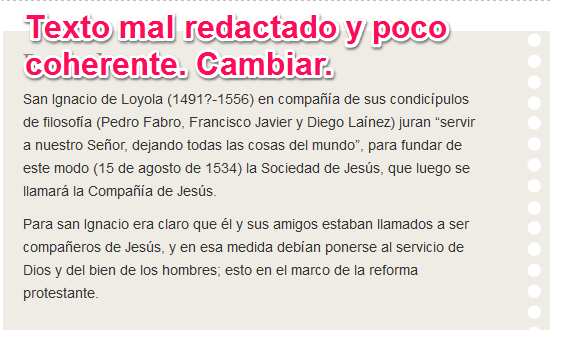 Texto mal redactado y poco
coherente. Cambiar.
San Ignacio de Loyola (1491?-1556) en compañía de sus condicípulos
de filosofía (Pedro Fabro, Francisco Javier y Diego Laínez) juran “servir
a nuestro Señor, dejando todas las cosas del mundo”, para fundar de
este modo (15 de agosto de 1534) la Sociedad de Jesús, que luego se
llamará la Compañía de Jesús.
Para san Ignacio era claro que él y sus amigos estaban llamados a ser
compañeros de Jesús, y en esa medida debían ponerse al servicio de
Dios y del bien de los hombres; esto en el marco de la reforma
protestante.